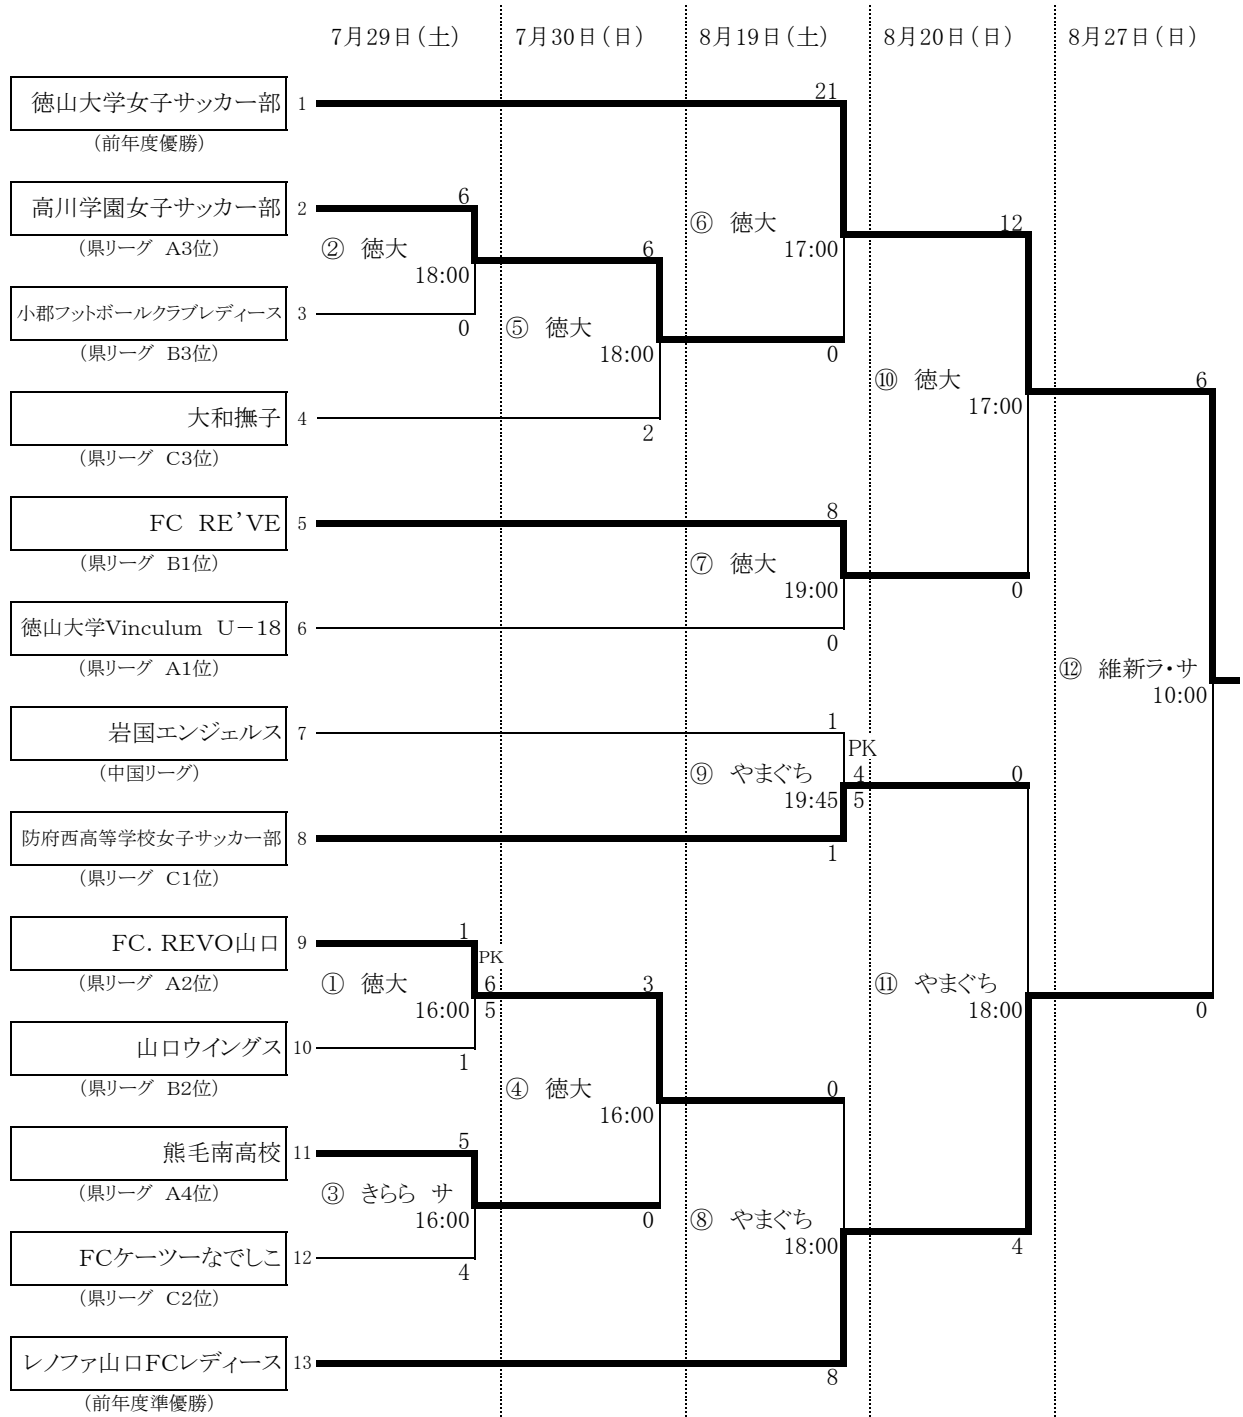 7月29日（土）　7月30日（日）　8月19日（土）　8月20日（日）　8月27日（日）
21
徳山大学女子サッカー部　1
（前年度優勝）
6
高川学園女子サッカー部　2
⑥　徳大　12
（県リーグ　A3位）　②　徳大　6　17:00
18:00
小郡フットボールクラブレディース　3
0　⑤　徳大
（県リーグ　B3位）　18:00　0
⑩　徳大　6
17:00
大和撫子　4
2
（県リーグ　C3位）
8
FC　RE’VE　5
（県リーグ　B1位）　⑦　徳大
19:00　0
徳山大学Vinculum　U－18　6
0
（県リーグ　A1位）　⑫　維新ラ・サ
10:00
1
岩国エンジェルス　7
PK
（中国リーグ）　⑨　やまぐち　4　0
19:45　5
防府西高等学校女子サッカー部　8
1
（県リーグ　C1位）
1
FC．REVO山口　9
PK
（県リーグ　A2位）　①　徳大　6　3　⑪　やまぐち
16:00　5　18:00　0
山口ウイングス　10
1
（県リーグ　B2位）　④　徳大　0
16:00
5
熊毛南高校　11
（県リーグ　A4位）　③　きらら　サ
16:00　0　⑧　やまぐち
18:00　4
FCケーツーなでしこ　12
4
（県リーグ　C2位）
レノファ山口FCレディース　13
8
（前年度準優勝）